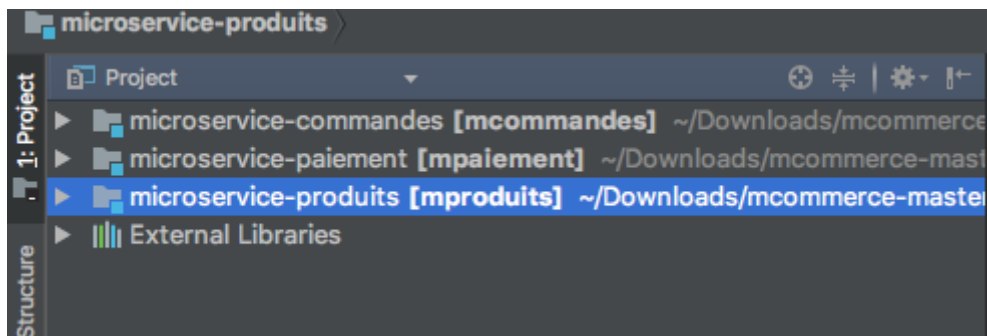 microservice-produits
Project
1: Project
microservice-commandes [mcommandes] ~/Downloads/mcommerce
microservice-paiement [mpaiement] ~/Downloads/mcommerce-mast
microservice-produits [mproduits] ~/Downloads/mcommerce-master
External Libraries
Structure